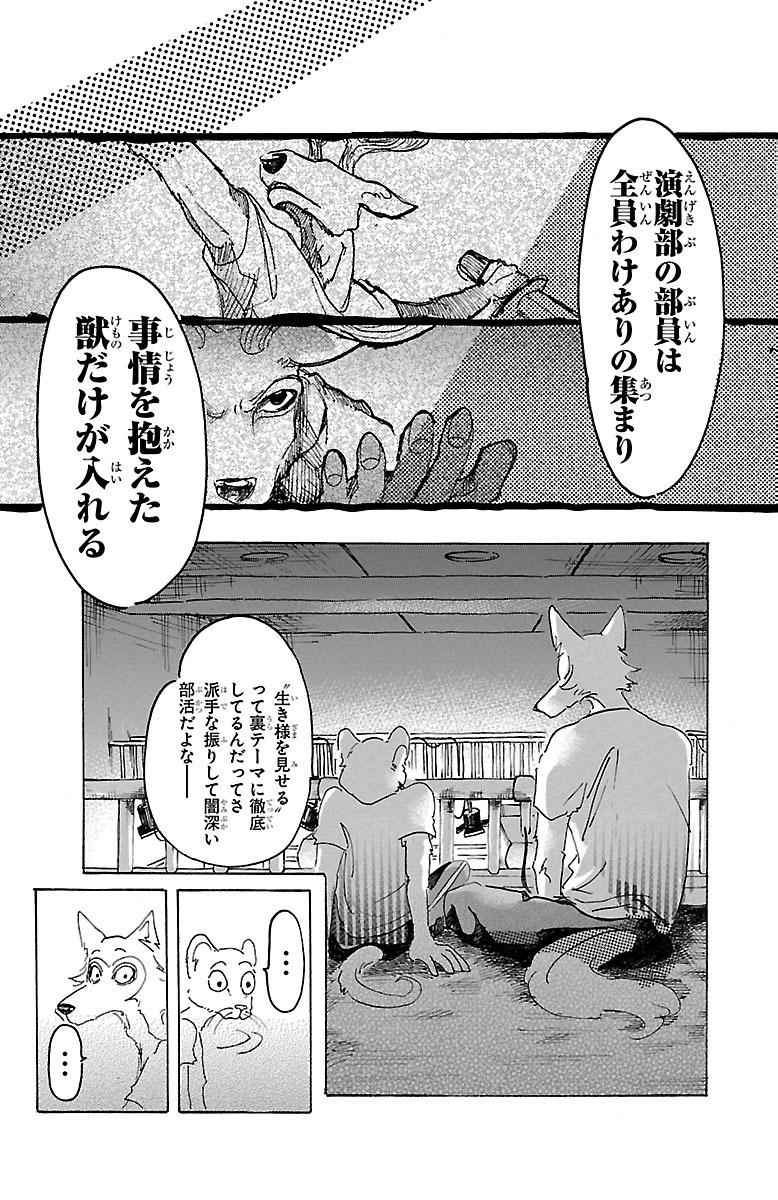 演劇部の部員は
全員わけありの集まり
事情を抱えた
獣だけが入れる
〝生き様を見せる〟
って裏テーマに徹底
してるんだってさ
派手な振りして闇深い
部活だよな──
…
…